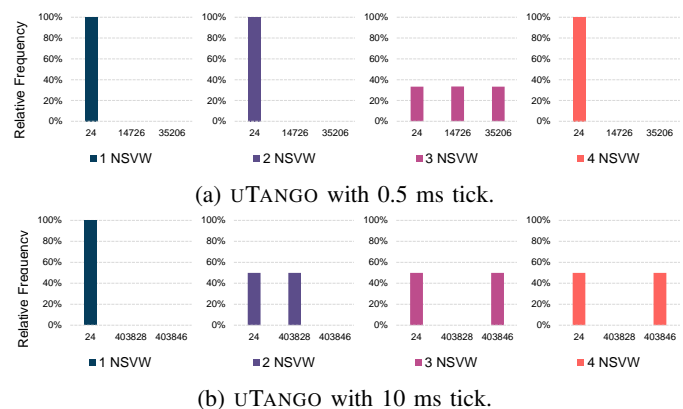 Relative Frequency
100% 100% 100% 100%
80% 80% 80% 80%
60% 60% 60% 60%
40% 40% 40% 40%
20% 20% 20% 20%
0% 0% 0% 0%
24 14726 35206 24 14726 35206 24 14726 35206 24 14726 35206
1 NSVW 2 NSVW 3 NSVW 4 NSVW
(a) UTANGO with 0.5 ms tick.
Relative Frequency
100% 100% 100% 100%
80% 80% 80% 80%
60% 60% 60% 60%
40% 40% 40% 40%
20% 20% 20% 20%
0% 0% 0% 0%
24 403828 403846 24 403828 403846 24 403828 403846 24 403828 403846
1 NSVW 2 NSVW 3 NSVW 4 NSVW
(b) UTANGO with 10 ms tick.